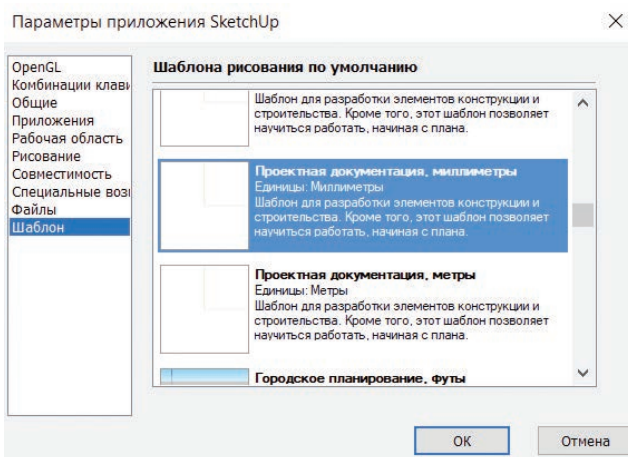 Параметры приложения SketchUp
OpenGL
Комбинации клави
Общие
Приложения
Рабочая область
Рисование
Совместимость
Специальные возм
Файлы
Шаблон
Шаблона рисования по умолчанию
Шаблон для разработки элементов конструкции и
строительства. Кроме того, этот шаблон позволяет
научиться работать, начиная с плана.
Проектная документация, миллиметры
Единицы: Миллиметры
Шаблон для разработки элементов конструкции и
строительства. Кроме того, этот шаблон позволяет
научиться работать, начиная с плана.
Проектная документация, метры
Единицы: Метры
Шаблон для разработки элементов конструкции и
строительства. Кроме того, этот шаблон позволяет
научиться работать, начиная с плана.
Городское планирование, футы
ОК
Отмена